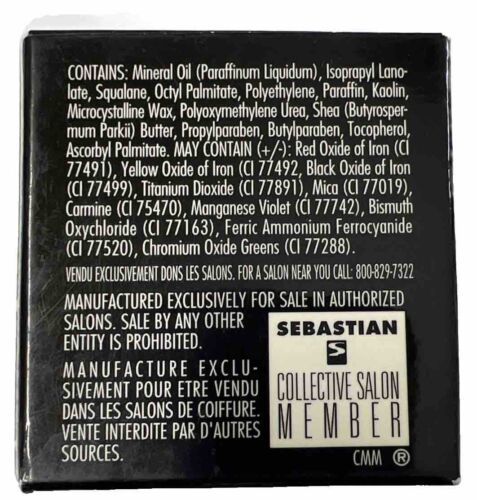 CONTAINS: Mineral Oil (Paraffinum Liquidum), Isopropyl Lano-
late, Squalane, Octyl Palmitate, Polyethylene, Paraffin, Kaolin,
Microcystalline Wax, Polyoxymethylene Urea, Shea (Butyrosper-
mum Parkii) Butter, Propylparaben, Butylparaben, Tocopherol,
Ascorbyl Palmitate. MAY CONTAIN (+/-): Red Oxide of Iron (CI
77491), Yellow Oxide of Iron (CI 77492, Black Oxide of Iron
(CI 77499), Titanium Dioxide (CI 77891), Mica (CI 77019),
Carmine (CI 75470), Manganese Violet (CI 77742), Bismuth
Oxychloride (CI 77163), Ferric Ammonium Ferrocyanide
(CI 77520), Chromium Oxide Greens (CI 77288).
VENDU EXCLUSIVEMENT DONS LES SALONS. FOR A SALON NEAR YOU CALL: 800-829-7322
MANUFACTURED EXCLUSIVELY FOR SALE IN AUTHORIZED
SALONS. SALE BY ANY OTHER
ENTITY IS PROHIBITED.
MANUFACTURE EXCLU-
SIVEMENT POUR ETRE VENDU
DANS LES SALONS DE COIFFURE.
VENTE INTERDITE PAR D'AUTRES
SOURCES.
SEBASTIAN
S
COLLECTIVE SALON
MEMBER
CMM ®